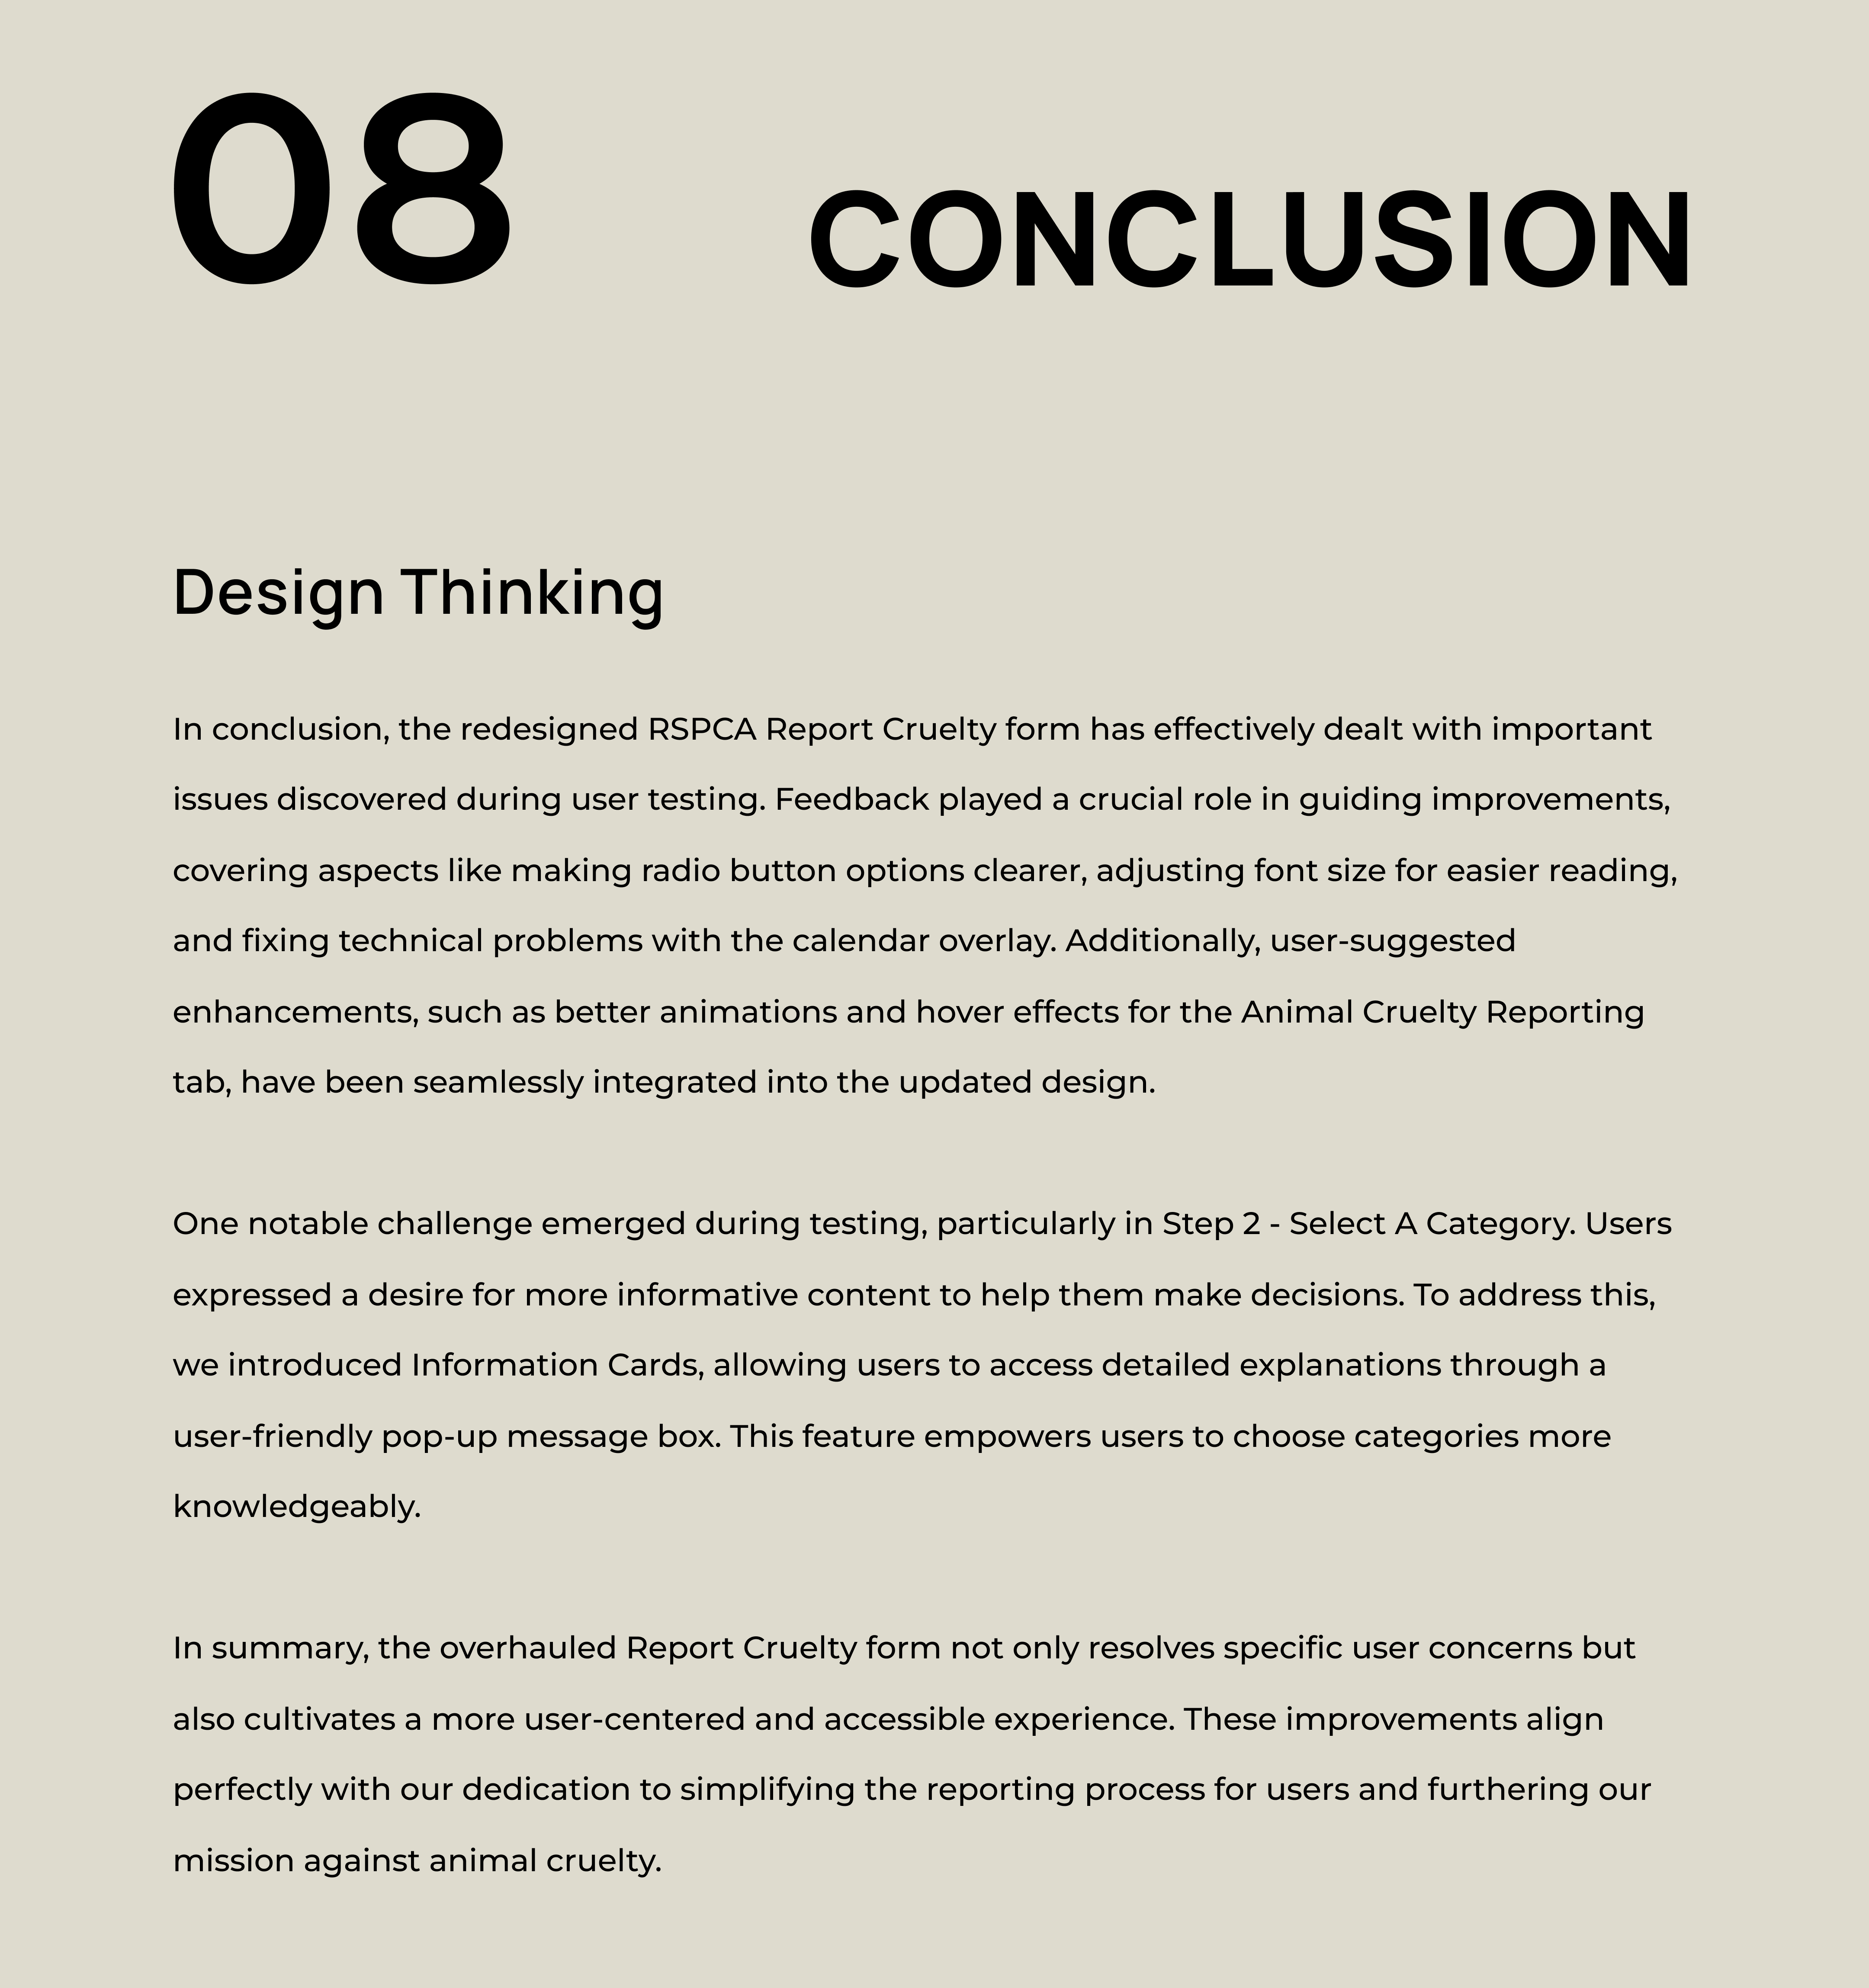 08
CONCLUSION
Design Thinking
In conclusion, the redesigned RSPCA Report Cruelty form has effectively dealt with important
issues discovered during user testing. Feedback played a crucial role in guiding improvements,
covering aspects like making radio button options clearer, adjusting font size for easier reading,
and fixing technical problems with the calendar overlay. Additionally, user-suggested
enhancements, such as better animations and hover effects for the Animal Cruelty Reporting
tab, have been seamlessly integrated into the updated design.
One notable challenge emerged during testing, particularly in Step 2 - Select A Category. Users
expressed a desire for more informative content to help them make decisions. To address this,
we introduced Information Cards, allowing users to access detailed explanations through a
user-friendly pop-up message box. This feature empowers users to choose categories more
knowledgeably.
In summary, the overhauled Report Cruelty form not only resolves specific user concerns but
also cultivates a more user-centered and accessible experience. These improvements align
perfectly with our dedication to simplifying the reporting process for users and furthering our
mission against animal cruelty.